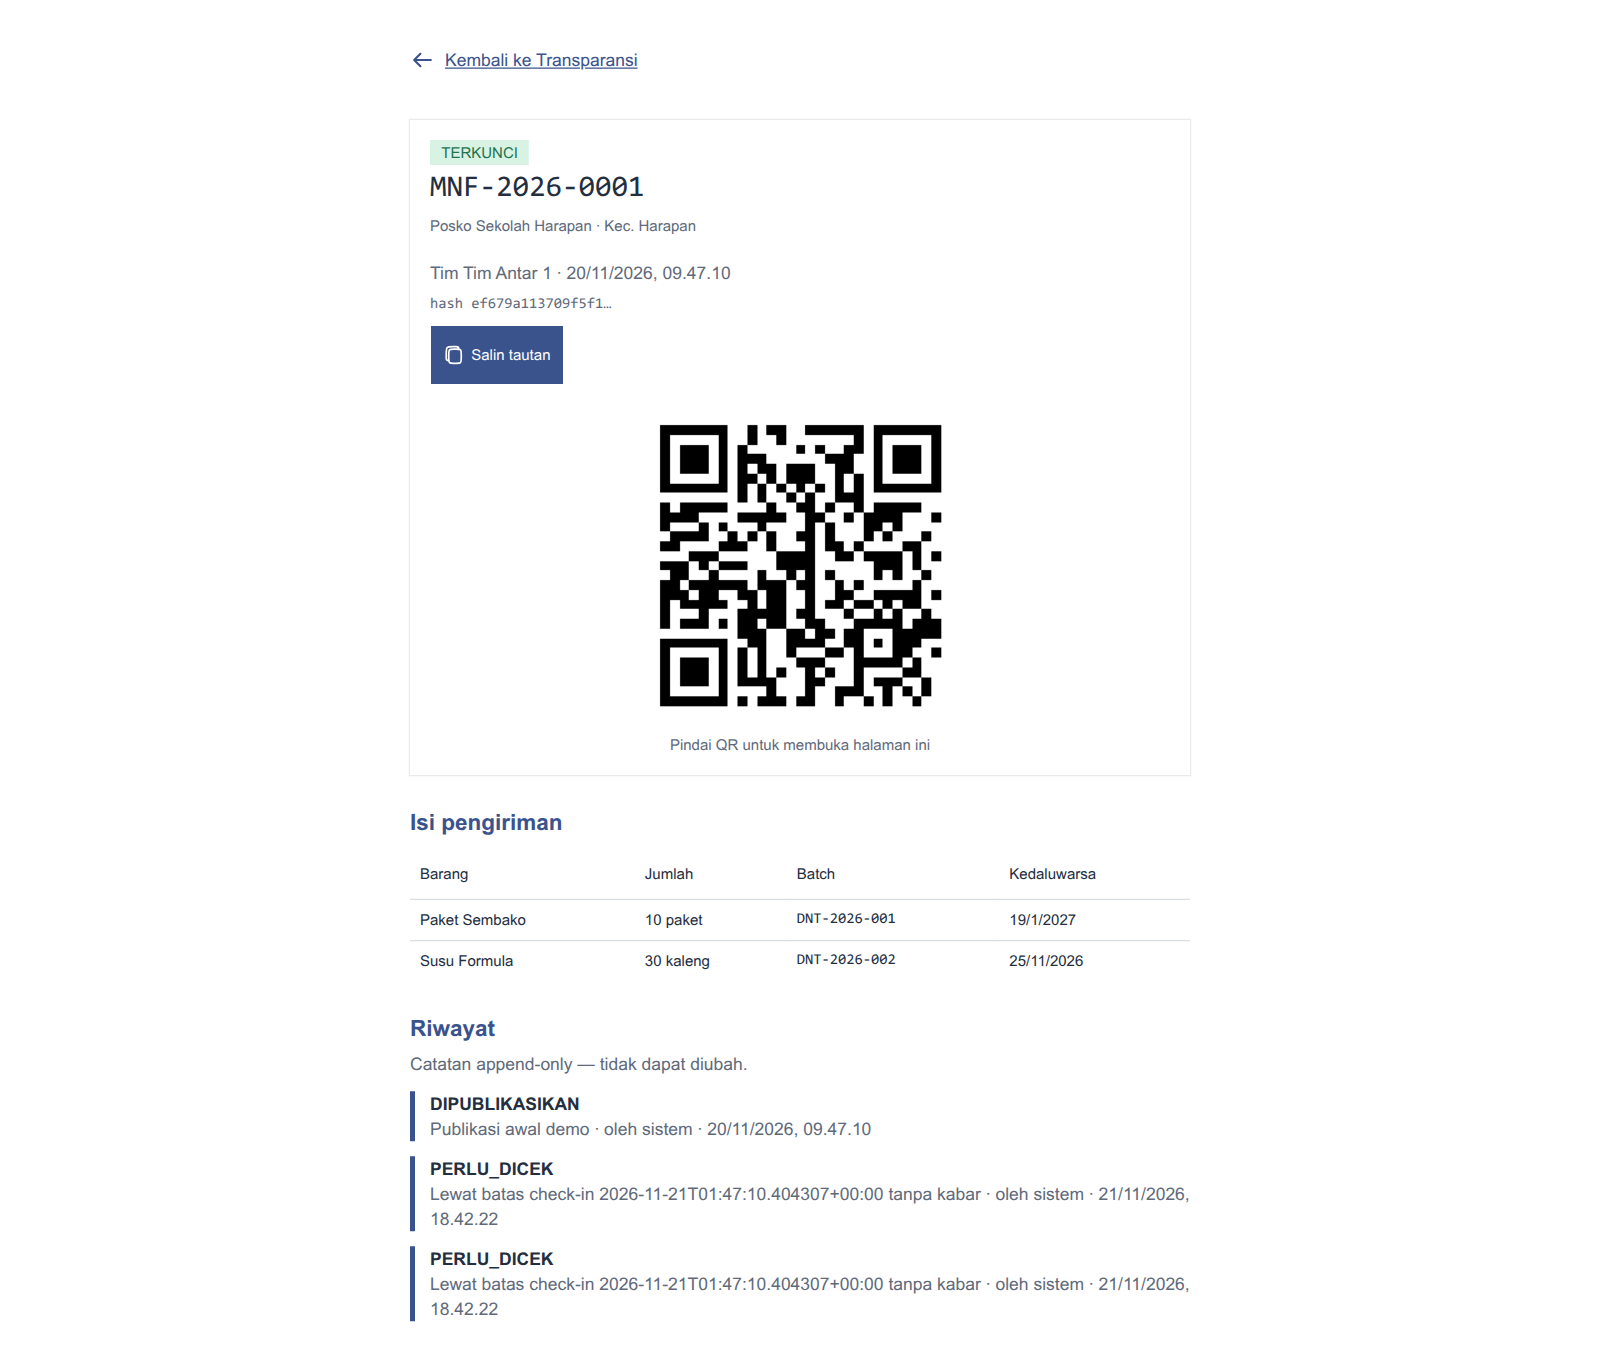 Kembali ke Transparansi
TERKUNCI
MNF-2026-0001
Posko Sekolah Harapan · Kec. Harapan
Tim Tim Antar 1 · 20/11/2026, 09.47.10
hash ef679a113709f5f1…
Salin tautan
Pindai QR untuk membuka halaman ini
Isi pengiriman
Barang Jumlah Batch Kedaluwarsa
Paket Sembako 10 paket DNT-2026-001 19/1/2027
Susu Formula 30 kaleng DNT-2026-002 25/11/2026
Riwayat
Catatan append-only — tidak dapat diubah.
DIPUBLIKASIKAN
Publikasi awal demo · oleh sistem · 20/11/2026, 09.47.10
PERLU_DICEK
Lewat batas check-in 2026-11-21T01:47:10.404307+00:00 tanpa kabar · oleh sistem · 21/11/2026,
18.42.22
PERLU_DICEK
Lewat batas check-in 2026-11-21T01:47:10.404307+00:00 tanpa kabar · oleh sistem · 21/11/2026,
18.42.22